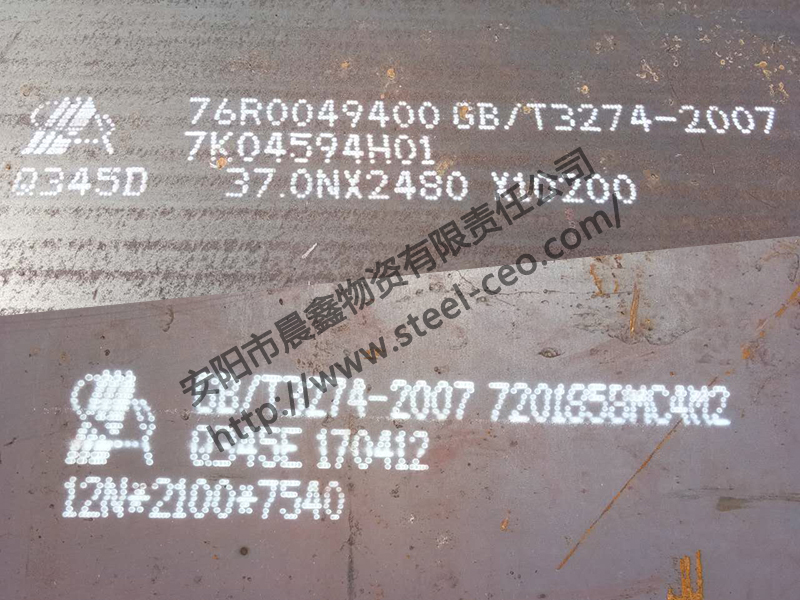 76R0049400 GB/T3274-2007
7K04594H01
Q345D 37.0NX2480 X10200
安阳市晨鑫物资有限责任公司
http://www.steel-ceo.com/
GB/T3274-2007
Q345E 170412
12N*2100*7540